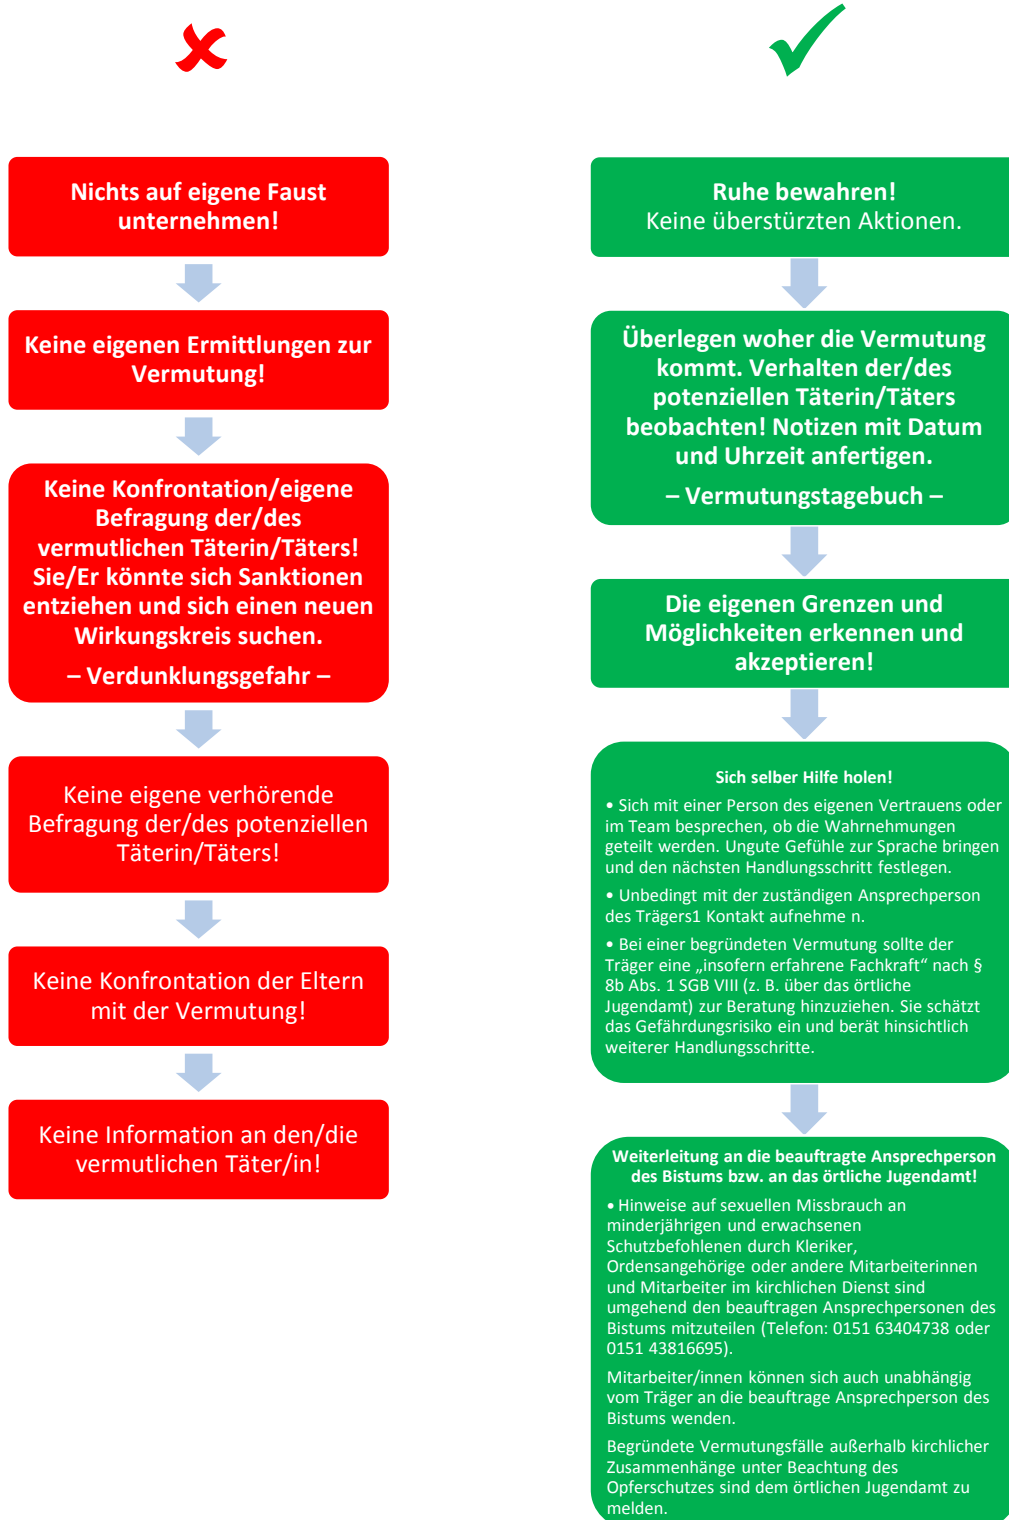 Nichts auf eigene Faust
unternehmen!
Keine eigenen Ermittlungen zur
Vermutung!
Keine Konfrontation/eigene
Befragung der/des
vermutlichen Täterin/Täters!
Sie/Er könnte sich Sanktionen
entziehen und sich einen neuen
Wirkungskreis suchen.
– Verdunklungsgefahr –
Keine eigene verhörende
Befragung der/des potenziellen
Täterin/Täters!
Keine Konfrontation der Eltern
mit der Vermutung!
Keine Information an den/die
vermutlichen Täter/in!
Ruhe bewahren!
Keine überstürzten Aktionen.
Überlegen woher die Vermutung
kommt. Verhalten der/des
potenziellen Täterin/Täters
beobachten! Notizen mit Datum
und Uhrzeit anfertigen.
– Vermutungstagebuch –
Die eigenen Grenzen und
Möglichkeiten erkennen und
akzeptieren!
Sich selber Hilfe holen!
• Sich mit einer Person des eigenen Vertrauens oder
im Team besprechen, ob die Wahrnehmungen
geteilt werden. Ungute Gefühle zur Sprache bringen
und den nächsten Handlungsschritt festlegen.
• Unbedingt mit der zuständigen Ansprechperson
des Trägers1 Kontakt aufnehme n.
• Bei einer begründeten Vermutung sollte der
Träger eine „insofern erfahrene Fachkraft“ nach §
8b Abs. 1 SGB VIII (z. B. über das örtliche
Jugendamt) zur Beratung hinzuziehen. Sie schätzt
das Gefährdungsrisiko ein und berät hinsichtlich
weiterer Handlungsschritte.
Weiterleitung an die beauftragte Ansprechperson
des Bistums bzw. an das örtliche Jugendamt!
• Hinweise auf sexuellen Missbrauch an
minderjährigen und erwachsenen
Schutzbefohlenen durch Kleriker,
Ordensangehörige oder andere Mitarbeiterinnen
und Mitarbeiter im kirchlichen Dienst sind
umgehend den beauftragen Ansprechpersonen des
Bistums mitzuteilen (Telefon: 0151 63404738 oder
0151 43816695).
Mitarbeiter/innen können sich auch unabhängig
vom Träger an die beauftrage Ansprechperson des
Bistums wenden.
Begründete Vermutungsfälle außerhalb kirchlicher
Zusammenhänge unter Beachtung des
Opferschutzes sind dem örtlichen Jugendamt zu
melden.